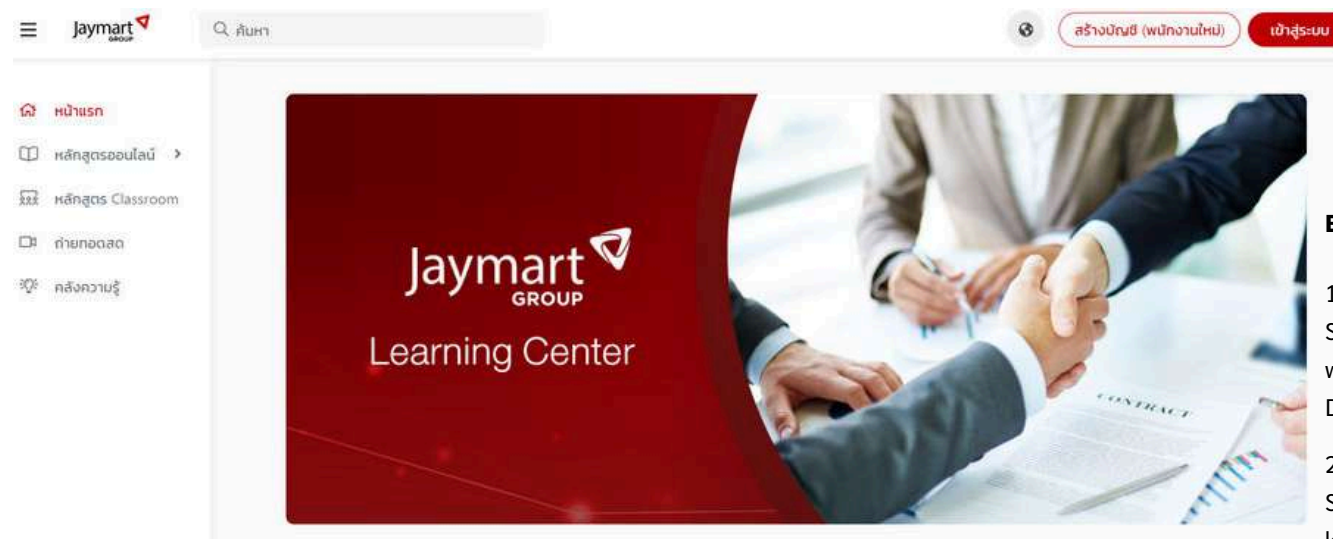 Jaymart
GROUP
ค้นหา
สร้างบัญชี (พนักงานใหม่)
เข้าสู่ระบบ
หน้าแรก
หลักสูตรออนไลน์
หลักสูตร Classroom
ถ่ายทอดสด
คลังความรู้
Jaymart
GROUP
Learning Center
CONTRACT